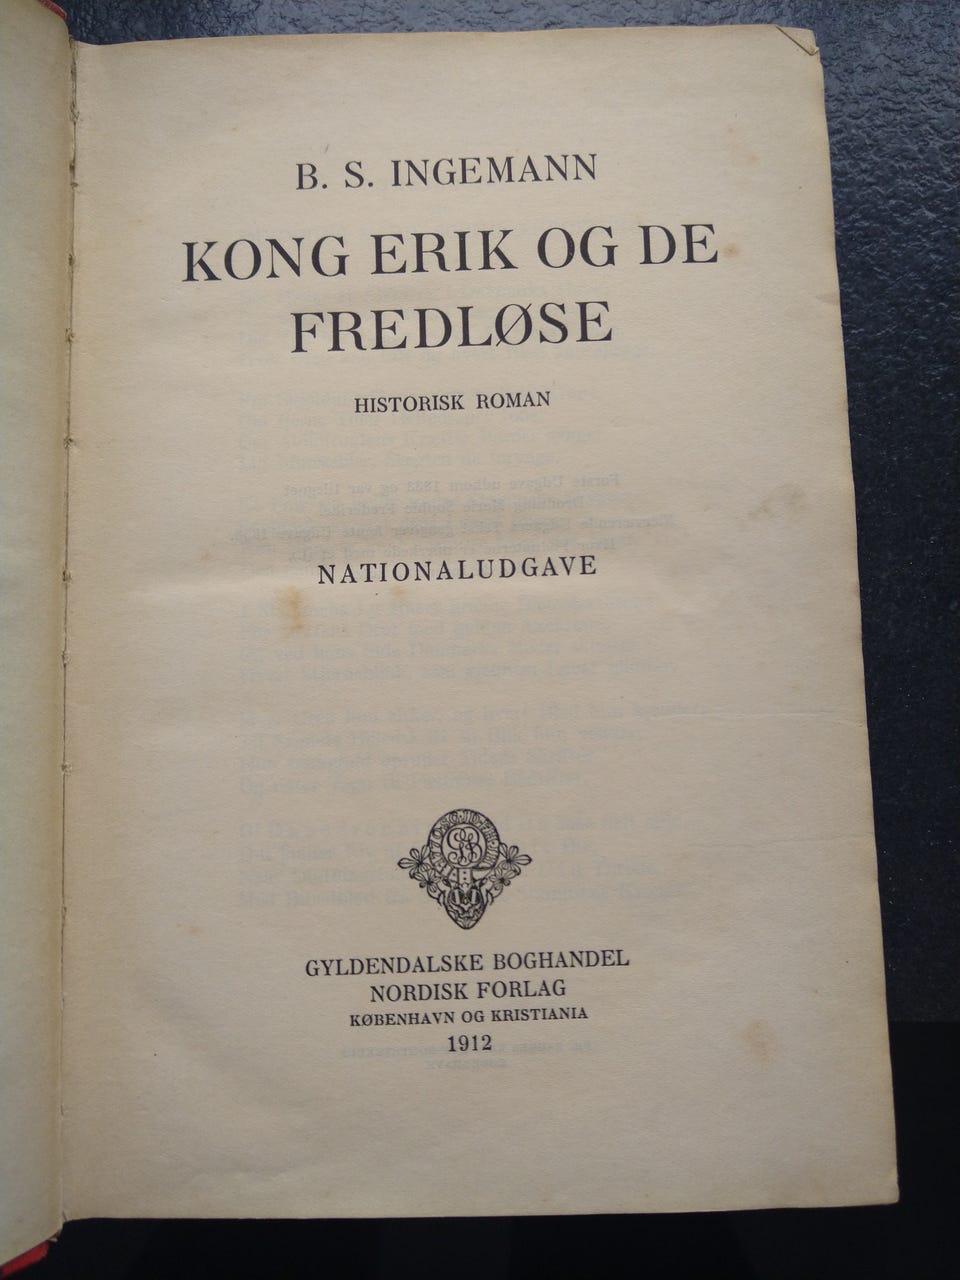 B. S. INGEMANN
KONG ERIK OG DE
FREDLØSE
HISTORISK ROMAN
NATIONALUDGAVE
GYLDENDALSKE BOGHANDEL
NORDISK FORLAG
KØBENHAVN OG KRISTIANIA
1912